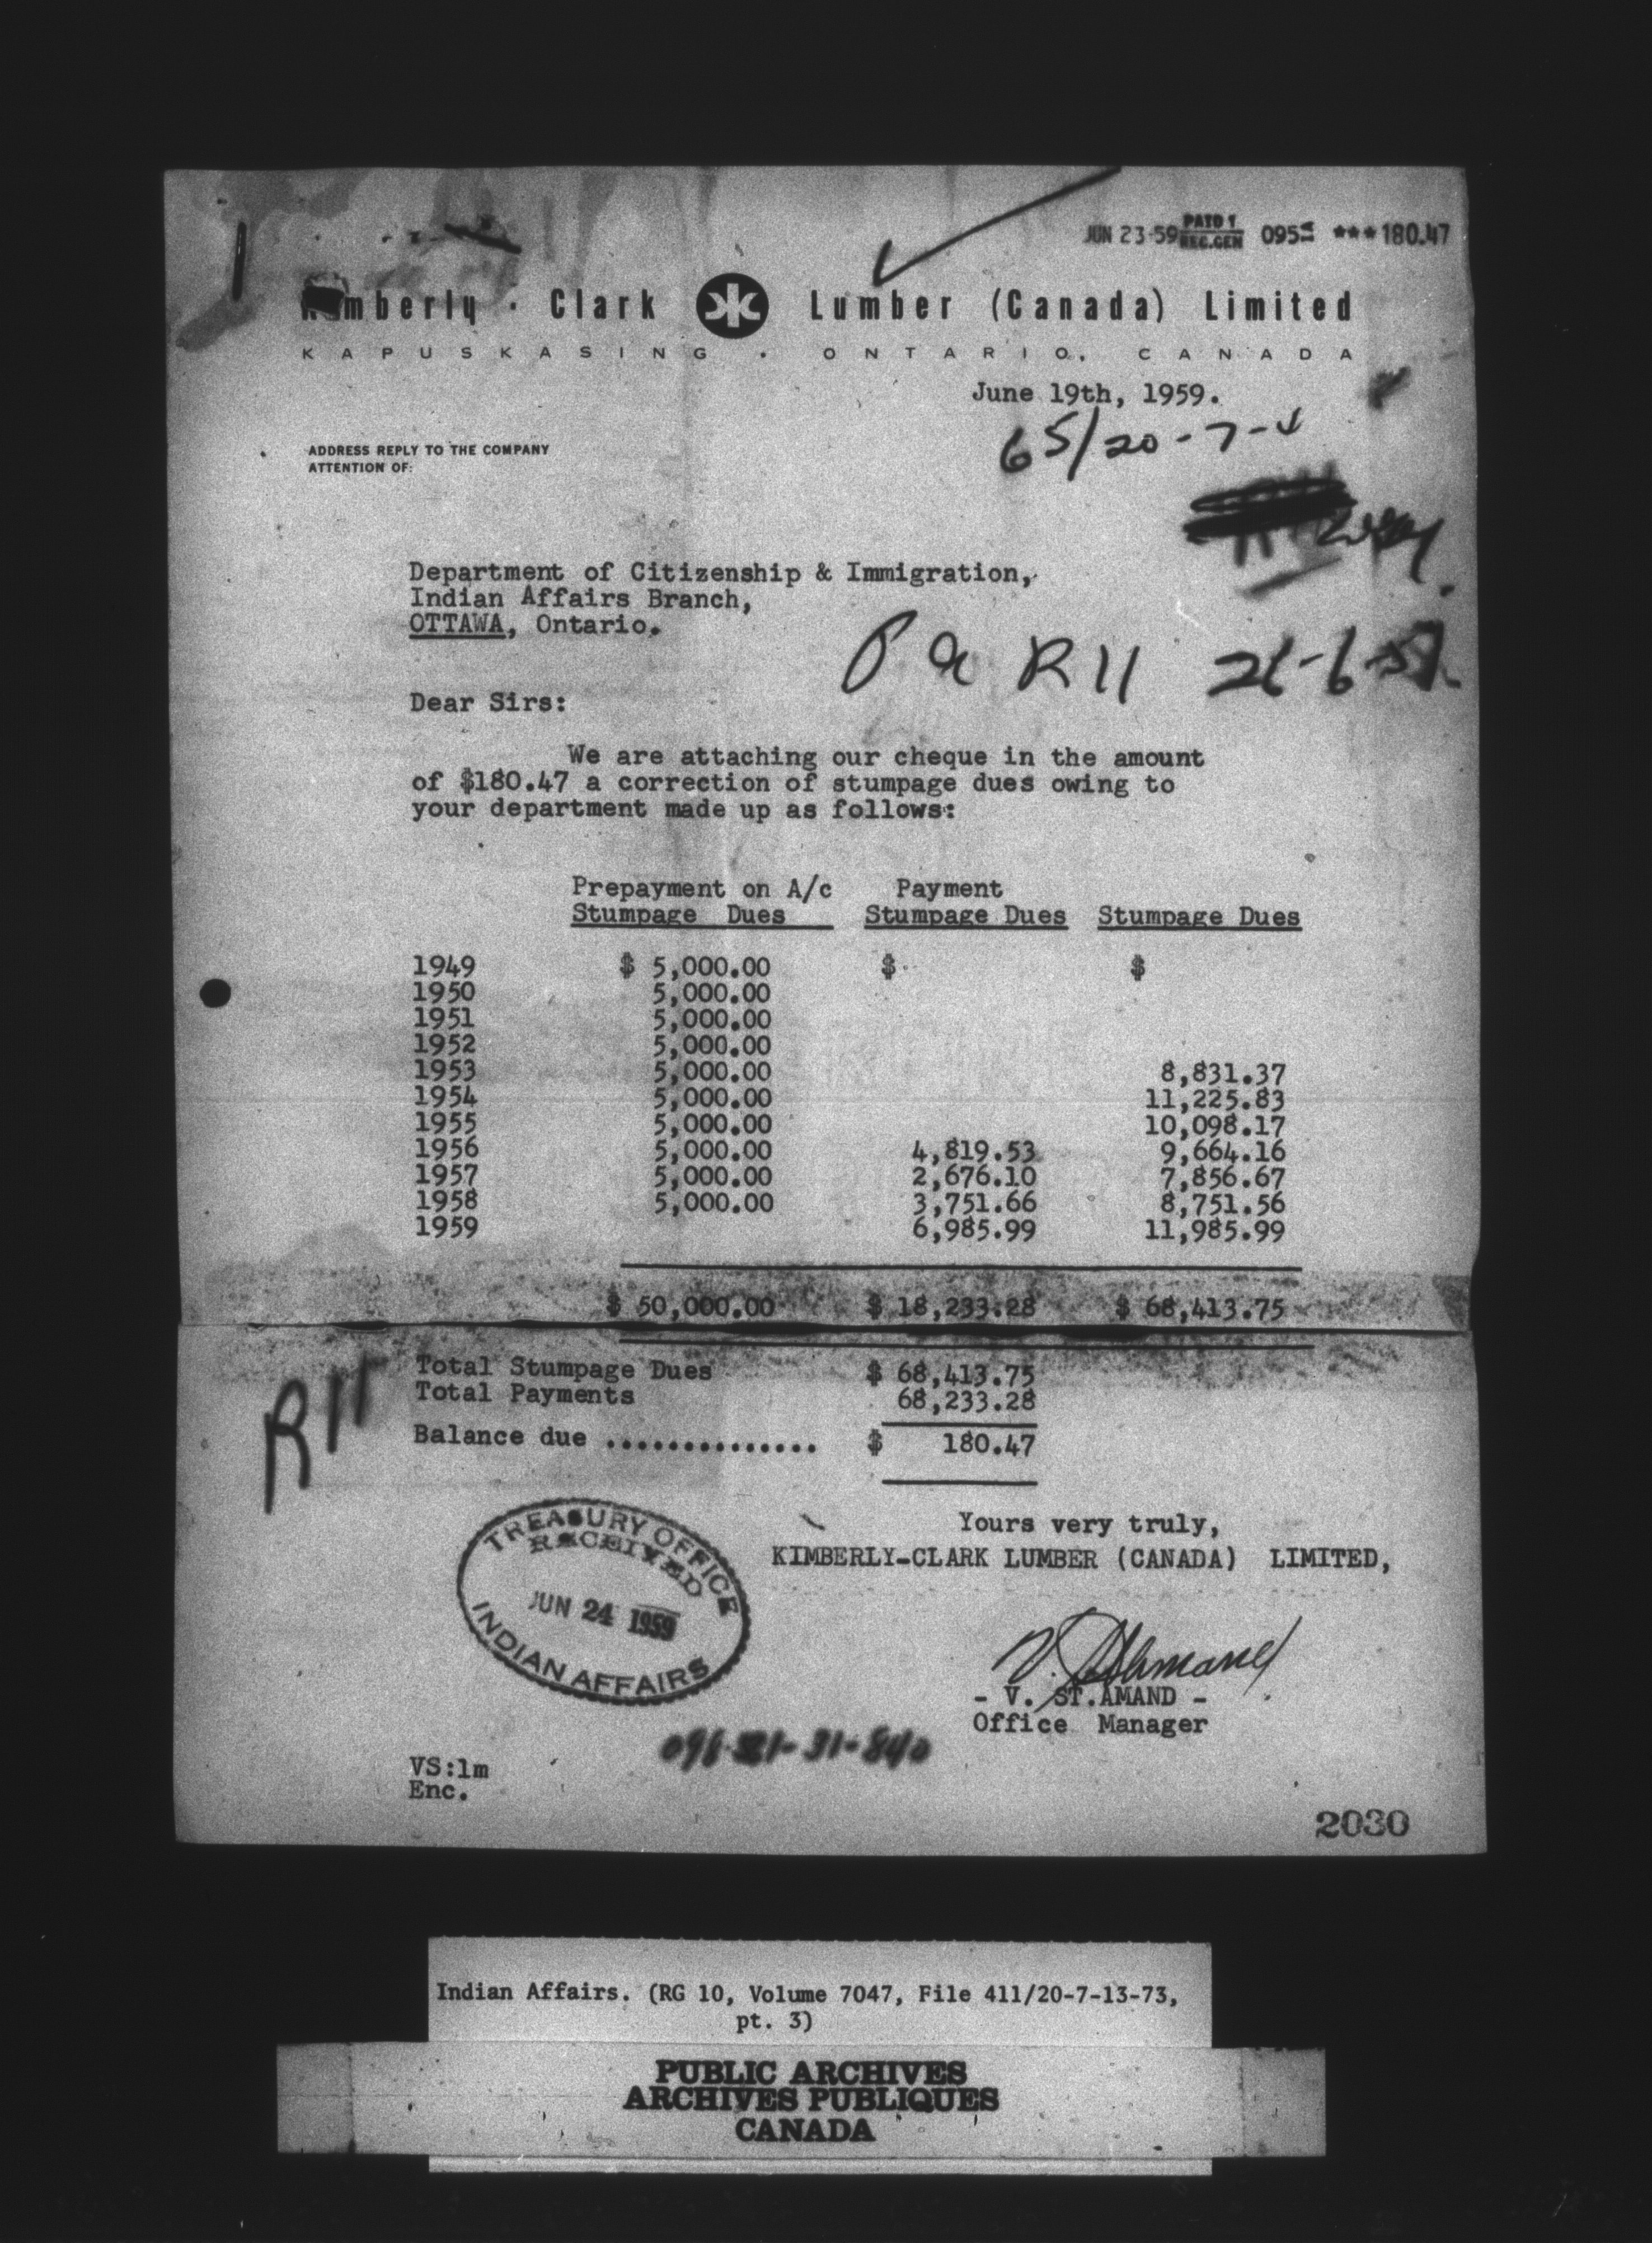 JUN 23-59 PAID 1 REC.GEN 095 ***180.47
Kimberly · Clark Lumber (Canada) Limited
KAPUSKASING · ONTARIO, CANADA
June 19th, 1959.
65/20-7-
ADDRESS REPLY TO THE COMPANY
ATTENTION OF:
Department of Citizenship & Immigration,
Indian Affairs Branch,
OTTAWA, Ontario.
Pa R11 26-6-59
Dear Sirs:
We are attaching our cheque in the amount
of $180.47 a correction of stumpage dues owing to
your department made up as follows:
Prepayment on A/c Payment
Stumpage Dues Stumpage Dues Stumpage Dues
1949 $ 5,000.00 $ $
1950 5,000.00
1951 5,000.00
1952 5,000.00
1953 5,000.00 8,831.37
1954 5,000.00 11,225.83
1955 5,000.00 10,098.17
1956 5,000.00 4,819.53 9,664.16
1957 5,000.00 2,676.10 7,856.67
1958 5,000.00 3,751.66 8,751.56
1959 6,985.99 11,985.99
$ 50,000.00 $ 18,233.28 $ 68,413.75
Total Stumpage Dues $ 68,413.75
Total Payments 68,233.28
R11
Balance due .............. $ 180.47
TREASURY OFFICE
RECEIVED
JUN 24 1959
INDIAN AFFAIRS
Yours very truly,
KIMBERLY-CLARK LUMBER (CANADA) LIMITED,
V. St Amand
- V. ST.AMAND -
Office Manager
VS:lm
Enc.
2030
Indian Affairs. (RG 10, Volume 7047, File 411/20-7-13-73,
pt. 3)
PUBLIC ARCHIVES
ARCHIVES PUBLIQUES
CANADA